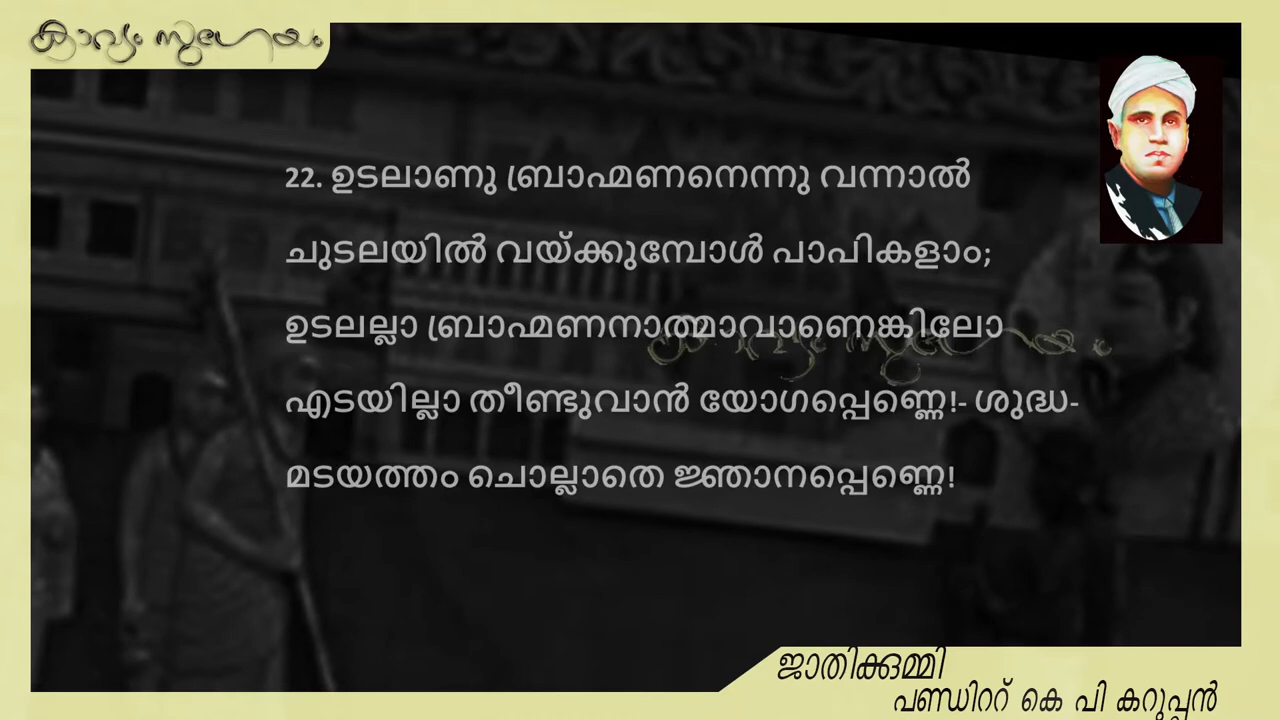 കാവ്യം സുഗേയം
22. ഉടലാണു ബ്രാഹ്മണനെന്നു വന്നാൽ
ചുടലയിൽ വയ്ക്കുമ്പോൾ പാപികളാം;
ഉടലല്ലാ ബ്രാഹ്മണനാത്മാവാണെങ്കിലോ
കാവ്യം സുഗേയം
എടയില്ലാ തീണ്ടുവാൻ യോഗപ്പെണ്ണെ!- ശുദ്ധ-
മടയത്തം ചൊല്ലാതെ ജ്ഞാനപ്പെണ്ണെ!
ജാതിക്കുമ്മി
പണ്ഡിററ് കെ പി കറുപ്പൻ